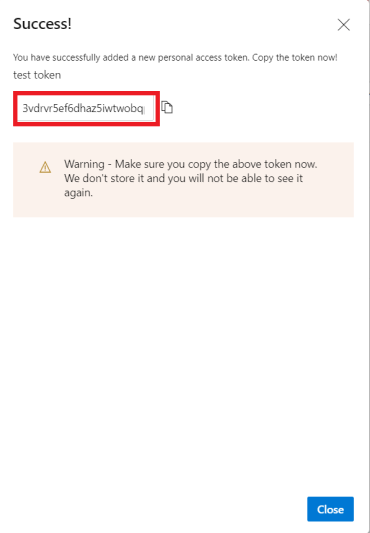 Success!
You have successfully added a new personal access token. Copy the token now!
test token
3vdrvr5ef6dhaz5iwtwobq
Warning - Make sure you copy the above token now.
We don't store it and you will not be able to see it
again.
Close